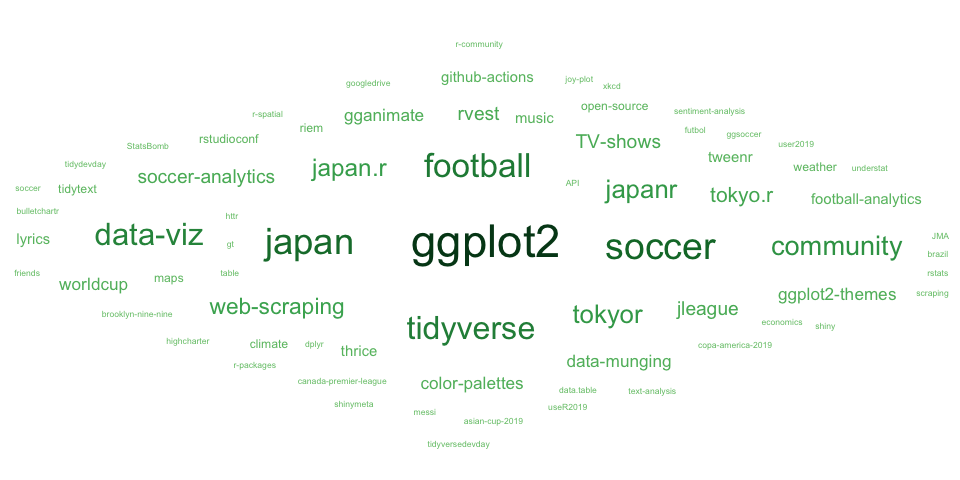 r-community
github-actions
googledrive
joy-plot
xkcd
gganimate
rvest
music
open-source
sentiment-analysis
r-spatial
riem
rstudioconf
TV-shows
futbol
ggsoccer
user2019
StatsBomb
tidydevday
soccer-analytics
japan.r
football
tweenr
weather
understat
soccer
tidytext
API
japanr
tokyo.r
football-analytics
bulletchartr
httr
lyrics
data-viz
gt
japan
ggplot2
soccer
community
JMA
brazil
friends
worldcup
maps
table
rstats
scraping
brooklyn-nine-nine
web-scraping
tidyverse
tokyor
jleague
ggplot2-themes
economics
shiny
highcharter
climate
dplyr
thrice
data-munging
copa-america-2019
r-packages
canada-premier-league
color-palettes
data.table
text-analysis
shinymeta
messi
asian-cup-2019
useR2019
tidyversedevday